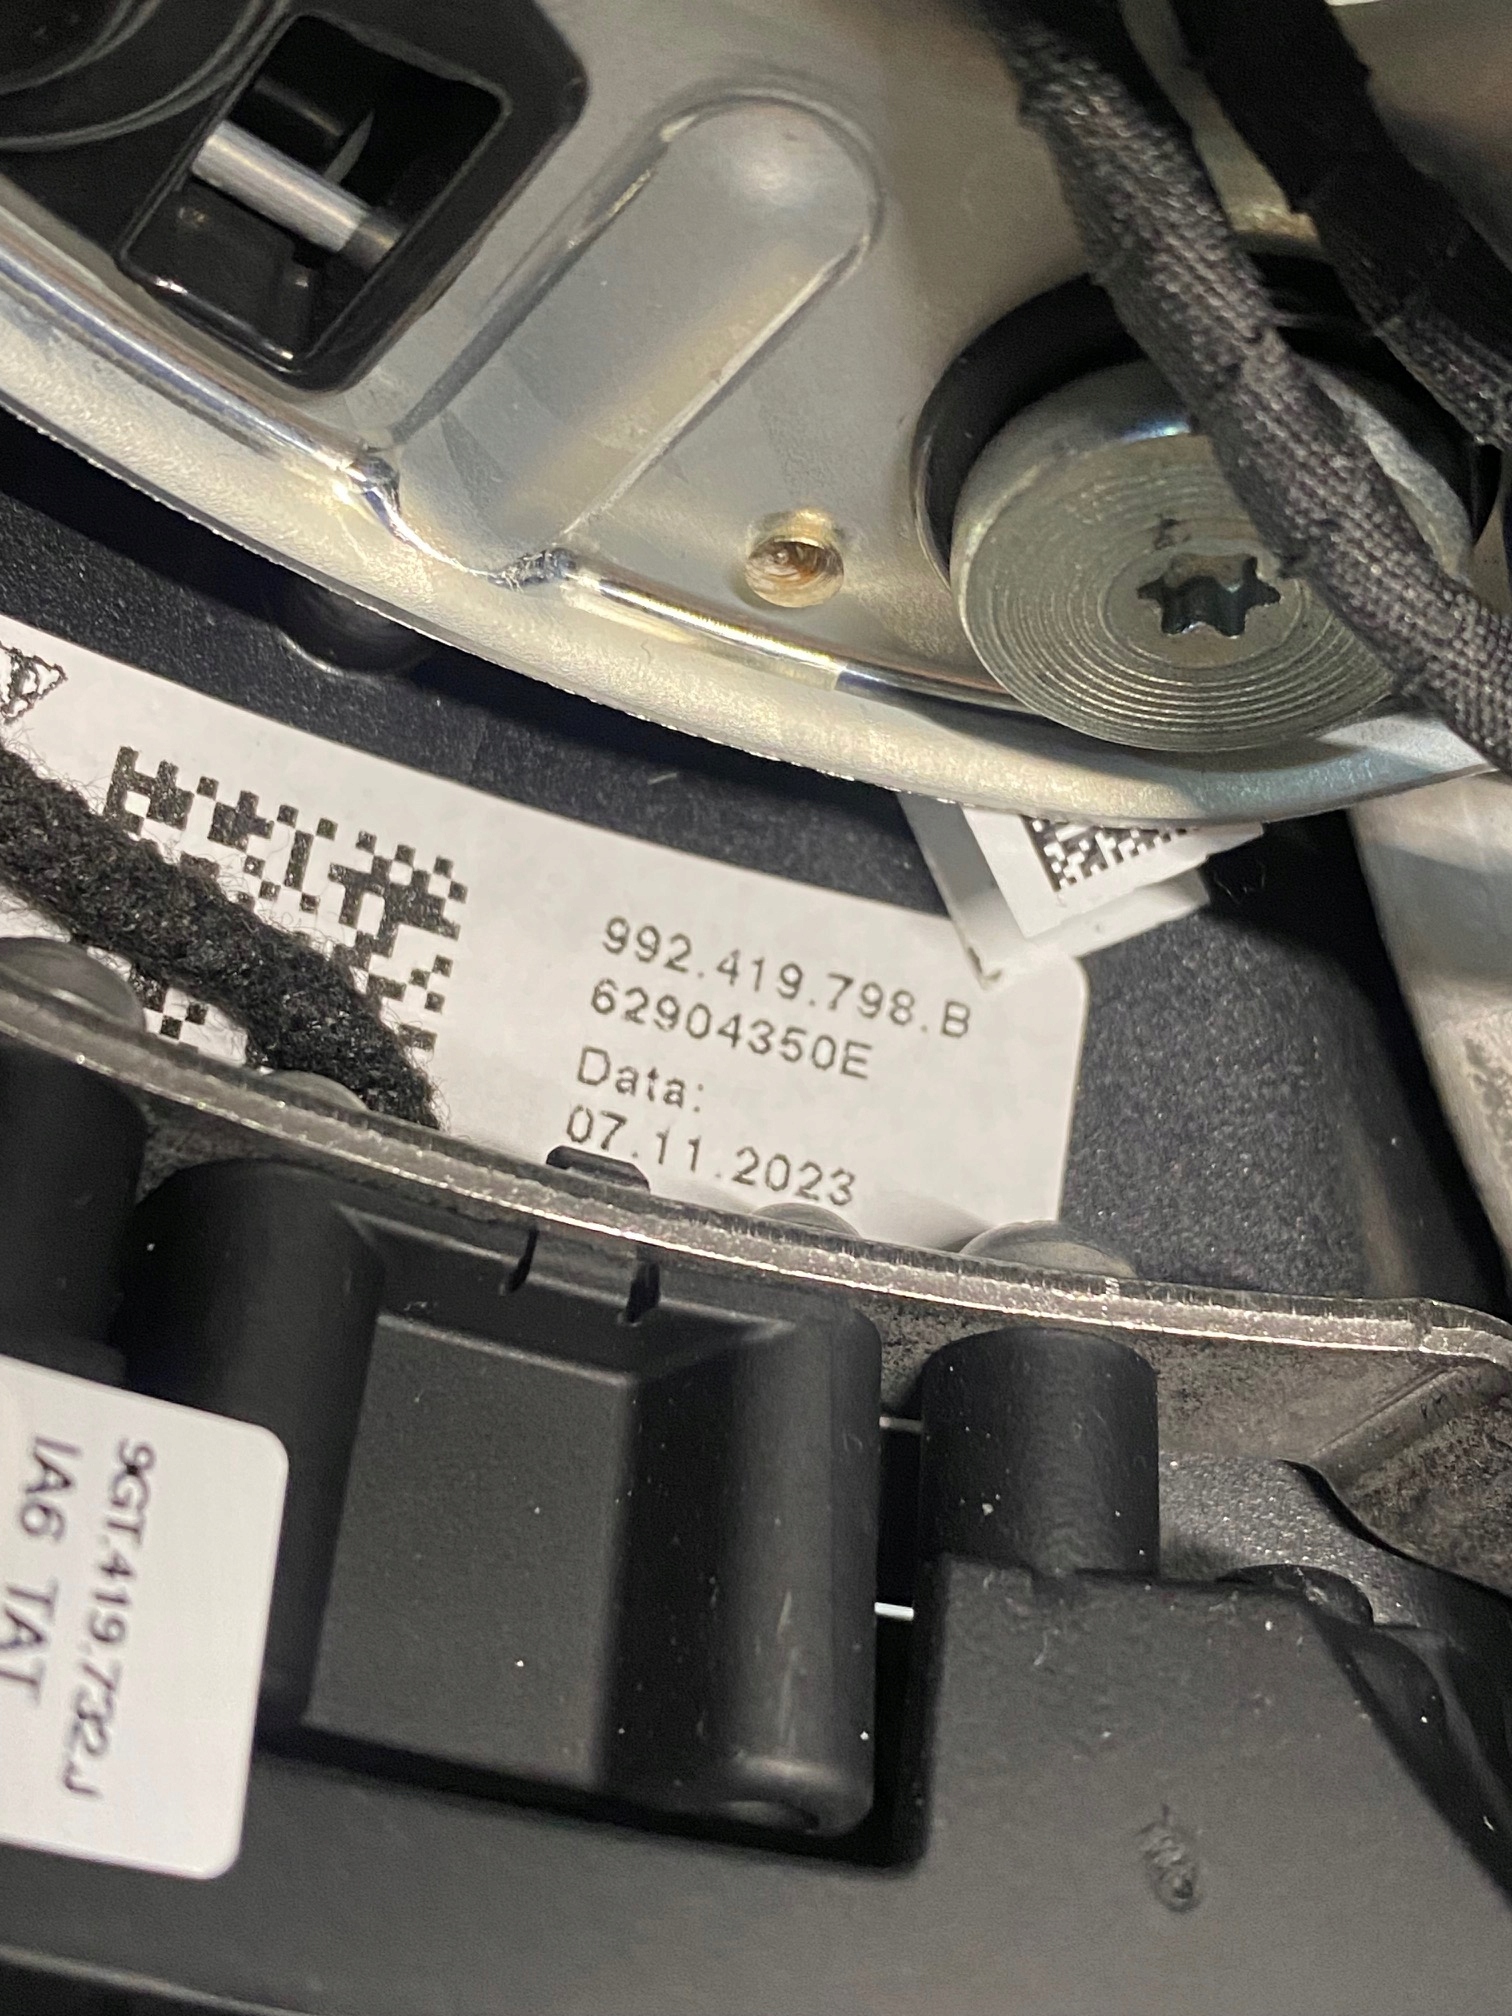 992.419.798.B
62904350E
Data:
07.11.2023
9GT.419.732.J
IA6 TAT